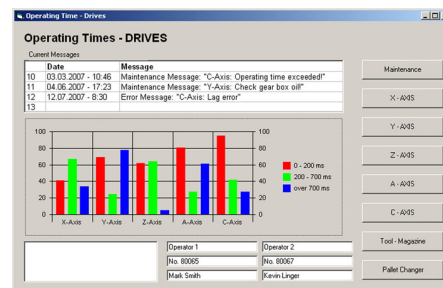 Operating Time - Drives
Operating Times - DRIVES
Current Messages
Date Message
10 03.03.2007 - 10:46 Maintenance Message: "C-Axis: Operating time exceeded!"
11 04.06.2007 - 17:23 Maintenance Message: "Y-Axis: Check gear box oil!"
12 12.07.2007 - 8:30 Error Message: "C-Axis: Lag error"
13
Maintenance
X - AXIS
Y - AXIS
Z - AXIS
A - AXIS
C - AXIS
Tool - Magazine
Pallet Changer
100 100
80 80
60 60
40 40
20 20
0 0
X-Axis Y-Axis Z-Axis A-Axis C-Axis
0 - 200 ms
200 - 700 ms
over 700 ms
Operator 1 Operator 2
No. 80065 No. 80067
Mark Smith Kevin Linger